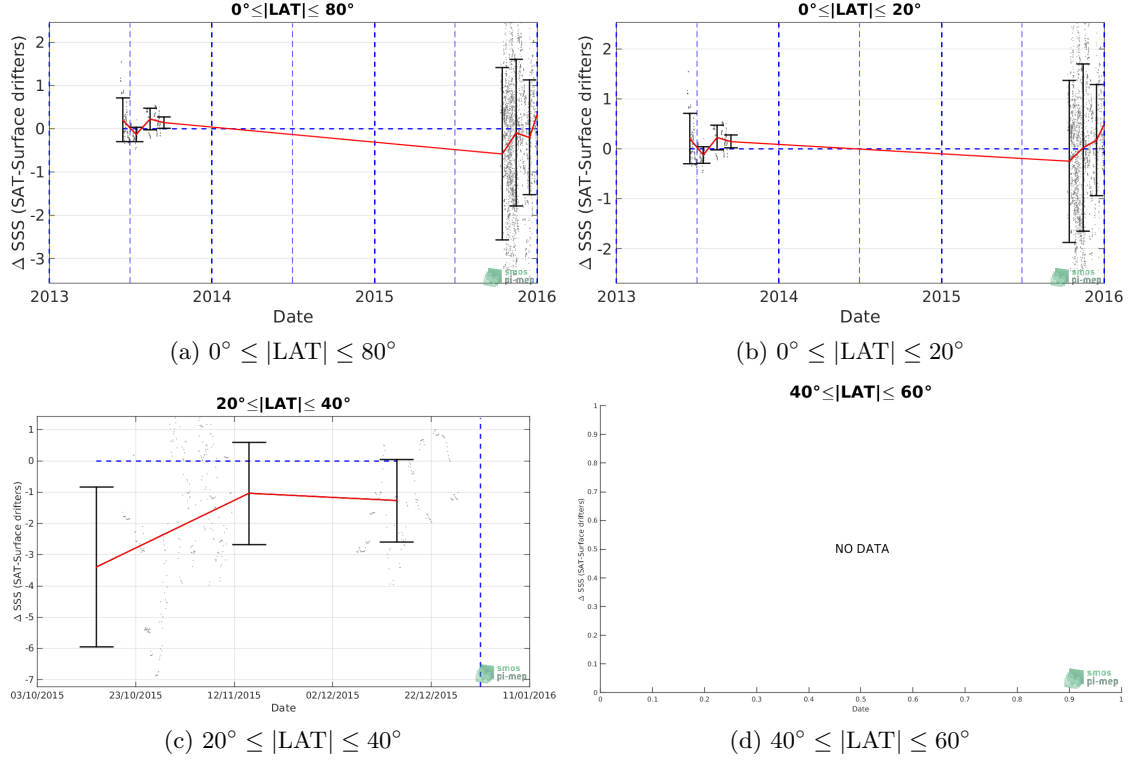 0°≤|LAT|≤ 80°
Δ SSS (SAT-Surface drifters)
2
1
0
-1
-2
-3
2013
2014
2015
2016
Date
smos
pi-mep
(a) 0° ≤ |LAT| ≤ 80°
0°≤|LAT|≤ 20°
Δ SSS (SAT-Surface drifters)
2
1
0
-1
-2
2013
2014
2015
2016
Date
smos
pi-mep
(b) 0° ≤ |LAT| ≤ 20°
20°≤|LAT|≤ 40°
Δ SSS (SAT-Surface drifters)
1
0
-1
-2
-3
-4
-5
-6
-7
03/10/2015
23/10/2015
12/11/2015
02/12/2015
22/12/2015
11/01/2016
Date
smos
pi-mep
(c) 20° ≤ |LAT| ≤ 40°
40°≤|LAT|≤ 60°
Δ SSS (SAT-Surface drifters)
1
0.9
0.8
0.7
0.6
0.5
0.4
0.3
0.2
0.1
0
NO DATA
0
0.1
0.2
0.3
0.4
0.5
0.6
0.7
0.8
0.9
1
Date
smos
pi-mep
(d) 40° ≤ |LAT| ≤ 60°